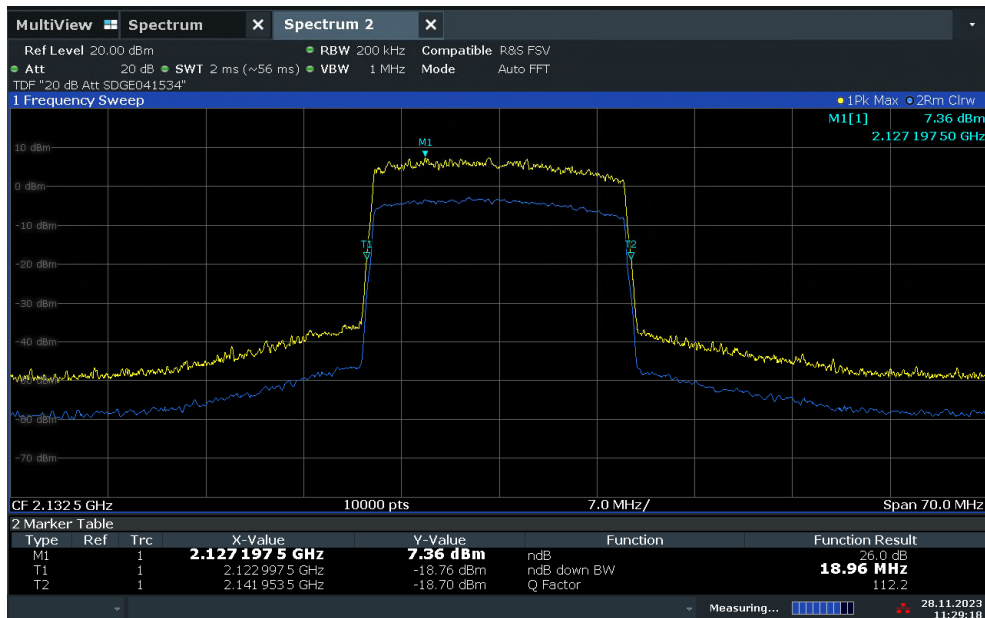 MultiView Spectrum X Spectrum 2 X
Ref Level 20.00 dBm RBW 200 kHz Compatible R&S FSV
Att 20 dB SWT 2 ms (~56 ms) VBW 1 MHz Mode Auto FFT
TDF "20 dB Att SDGE041534"
1 Frequency Sweep 1Pk Max 2Rm Clrw
M1[1] 7.36 dBm
2.127 197 50 GHz
M1
10 dBm
0 dBm
-10 dBm
T1 T2
-20 dBm
-30 dBm
-40 dBm
-50 dBm
-60 dBm
-70 dBm
CF 2.132 5 GHz 10000 pts 7.0 MHz/ Span 70.0 MHz
2 Marker Table
Type Ref Trc X-Value Y-Value Function Function Result
M1 1 2.127 197 5 GHz 7.36 dBm ndB 26.0 dB
T1 1 2.122 997 5 GHz -18.76 dBm ndB down BW 18.96 MHz
T2 1 2.141 953 5 GHz -18.70 dBm Q Factor 112.2
Measuring... 28.11.2023
11:29:18